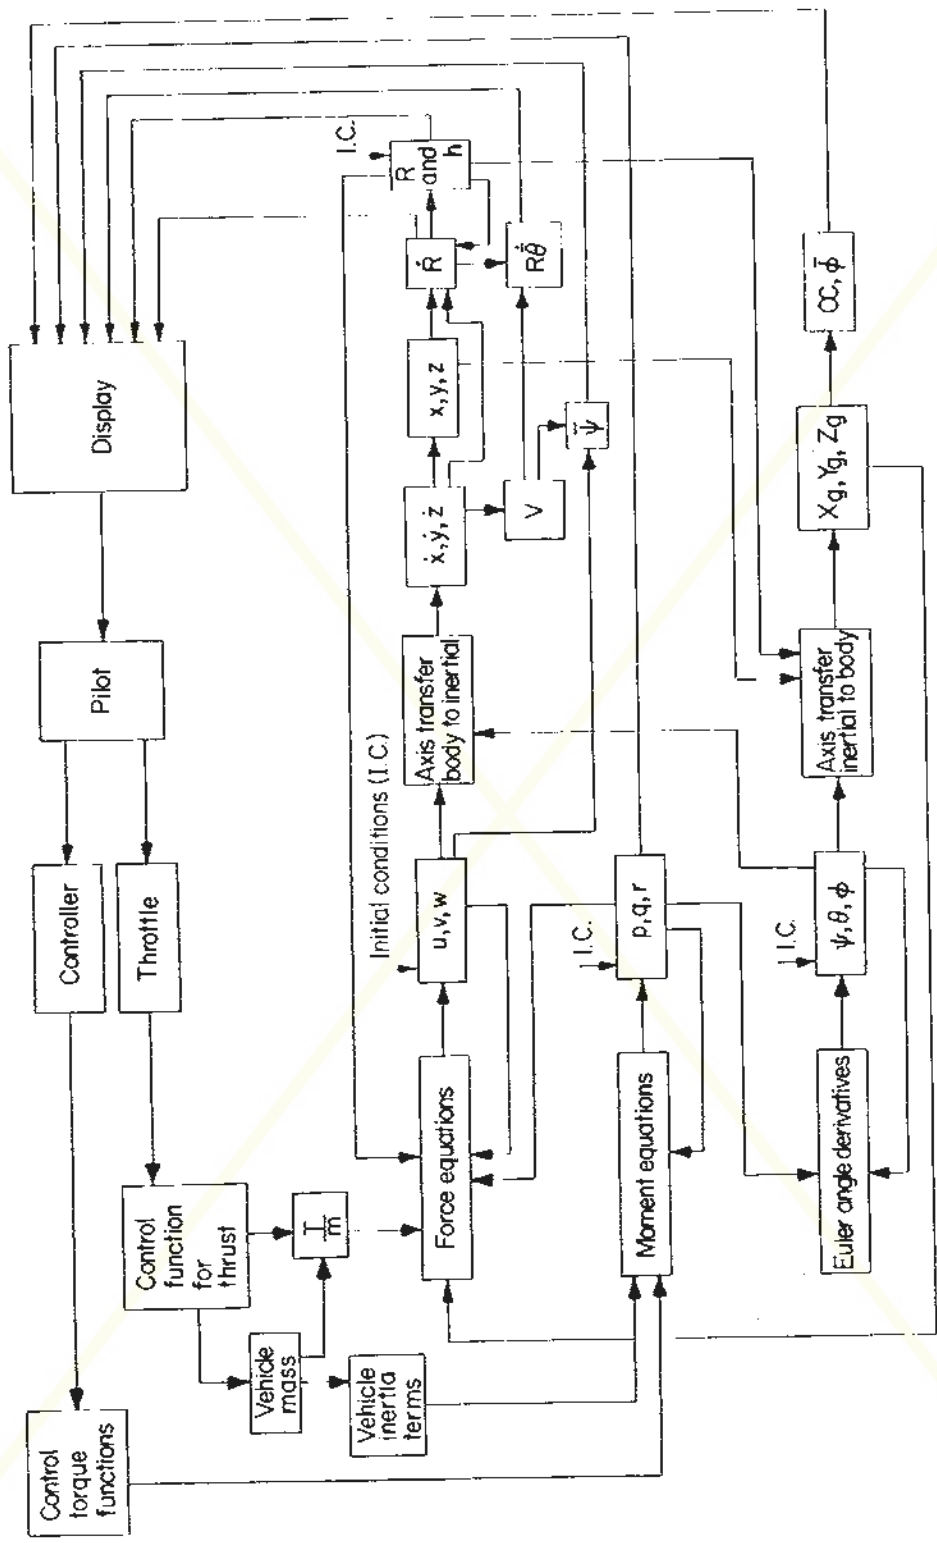 Control
torque
functions
Controller
Pilot
Display
Control
function
for
thrust
Throttle
Vehicle
mass
T
m
Vehicle
inertia
terms
Initial conditions (I.C.)
I.C.
Force equations
u, v, w
Axis transfer
body to inertial
ẋ, ẏ, ż
x, y, z
Ṙ
R
and
h
V
Rθ̄̇
ψ̄
I.C.
Moment equations
p, q, r
I.C.
Euler angle derivatives
ψ, θ, ϕ
Axis transfer
inertial to body
Xg, Yg, Zg
α, ϕ̄